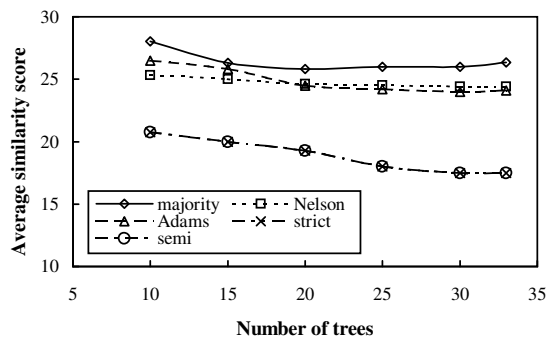 30
25
20
15
10
Average similarity score
majority
Nelson
Adams
strict
semi
5 10 15 20 25 30 35
Number of trees